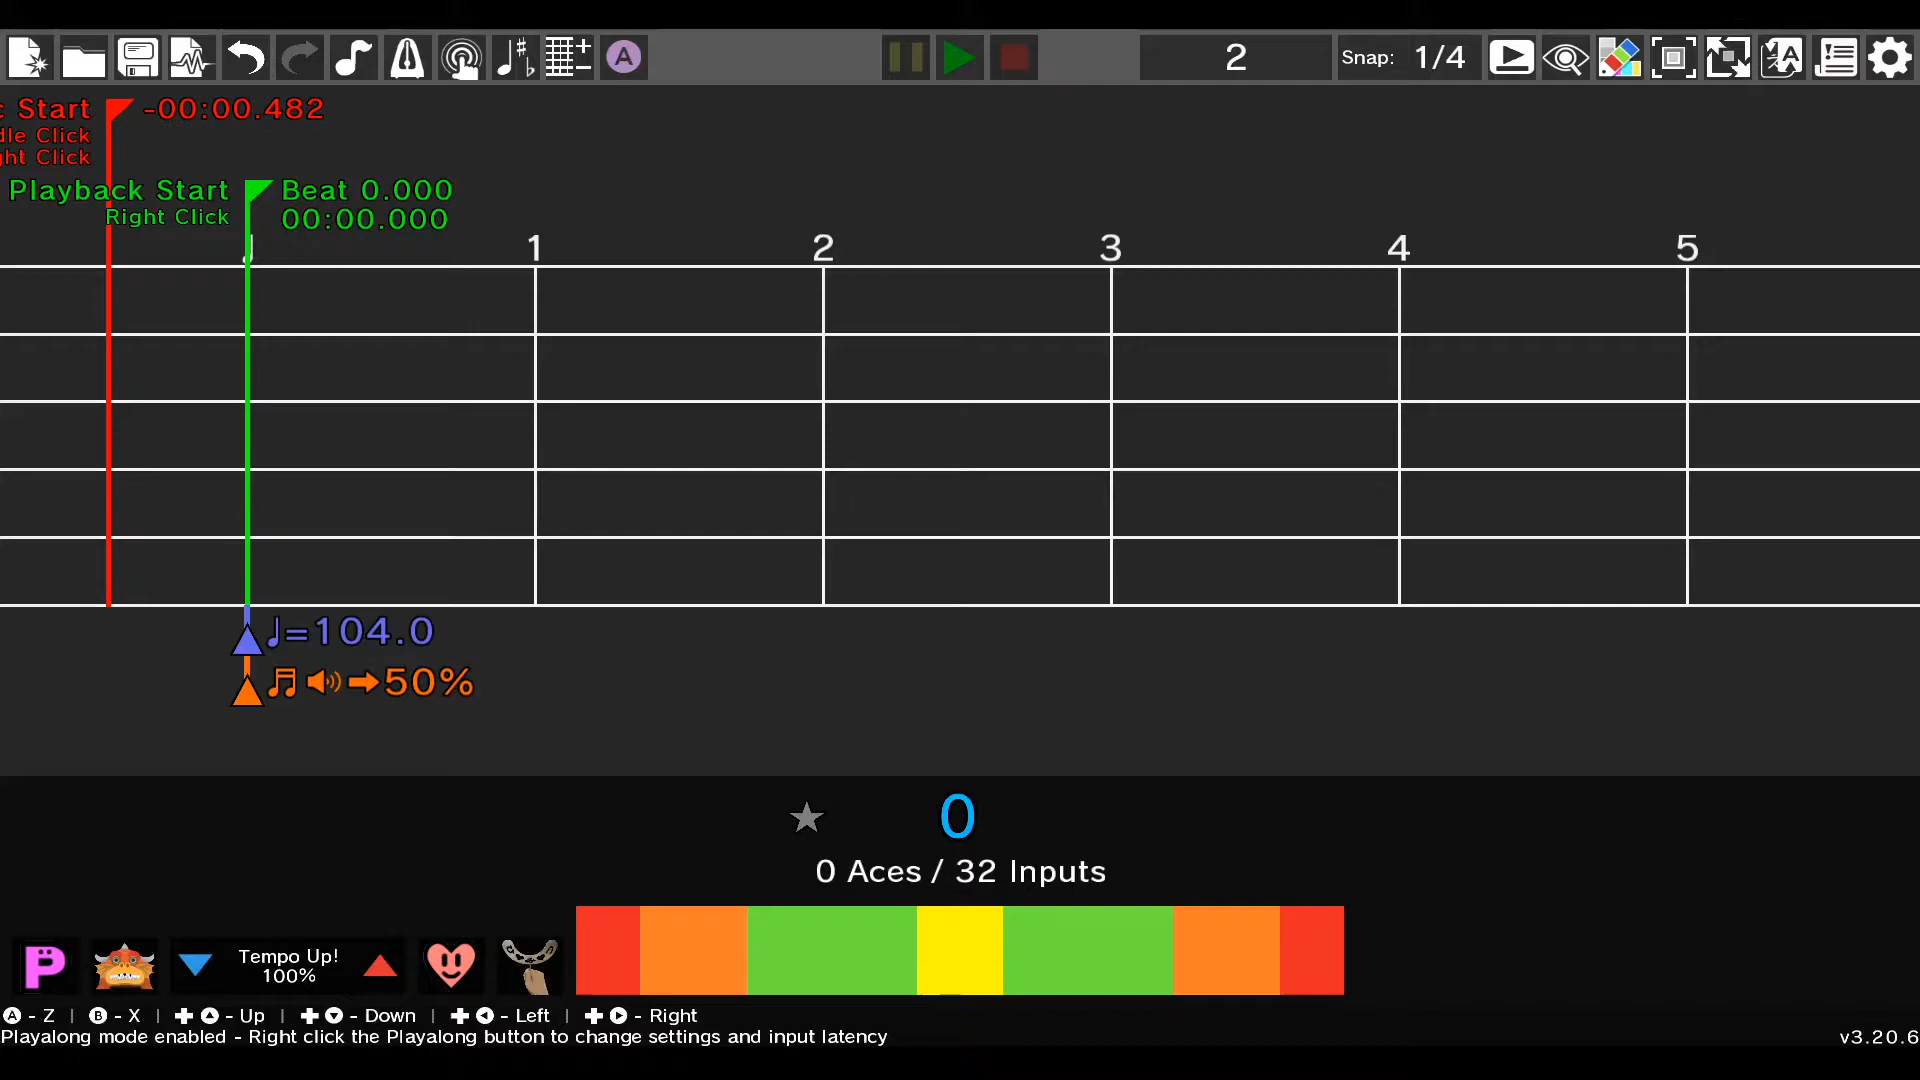 2 Snap: 1/4
c Start -00:00.482
dle Click
ght Click
Playback Start Beat 0.000
Right Click 00:00.000
1 2 3 4 5
♩=104.0
50%
0
0 Aces / 32 Inputs
Tempo Up!
100%
A - Z | B - X | - Up | - Down | - Left | - Right
Playalong mode enabled - Right click the Playalong button to change settings and input latency
v3.20.6